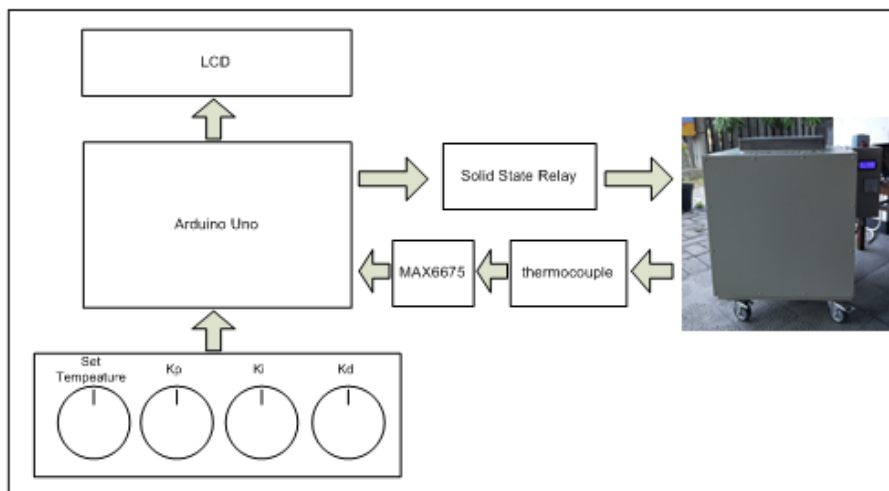 LCD
Solid State Relay
Arduino Uno
MAX6675
thermocouple
Set
Tempeature
Kp
Ki
Kd